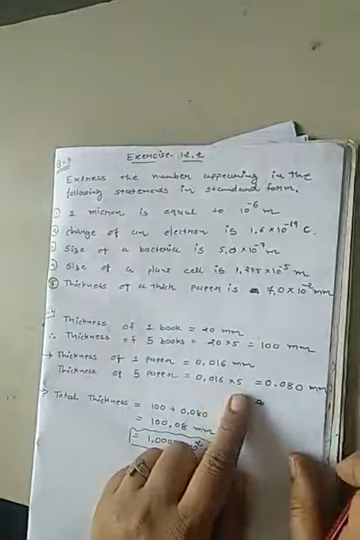 Exercise- 12.2
Q.3 Express the number appearing in the
following statements in standard form.
① 1 micron is equal to 10⁻⁶ m
② charge of an electron is 1.6×10⁻¹⁹ C.
size of a bacteria is 5.0×10⁻⁷ m
size of a plant cell is 1.275×10⁻⁵ m
⑤ Thickness of a thick paper is 7.0×10⁻² mm
Thickness of 1 book = 20 mm
∴ Thickness of 5 books = 20×5 = 100 mm
→ Thickness of 1 paper = 0.016 mm
Thickness of 5 paper = 0.016×5 = 0.080 mm
Total Thickness = 100 + 0.080
= 100.08 mm
= 1.000